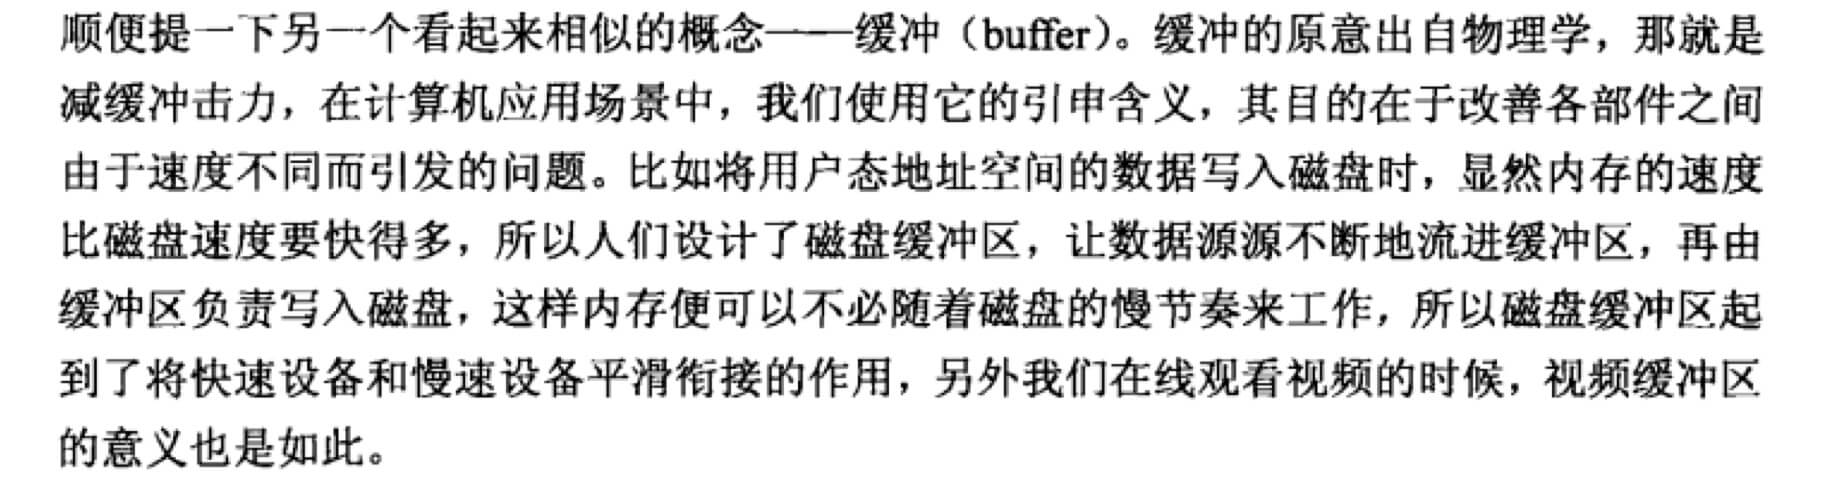 顺便提一下另一个看起来相似的概念——缓冲（buffer）。缓冲的原意出自物理学，那就是
减缓冲击力，在计算机应用场景中，我们使用它的引申含义，其目的在于改善各部件之间
由于速度不同而引发的问题。比如将用户态地址空间的数据写入磁盘时，显然内存的速度
比磁盘速度要快得多，所以人们设计了磁盘缓冲区，让数据源源不断地流进缓冲区，再由
缓冲区负责写入磁盘，这样内存便可以不必随着磁盘的慢节奏来工作，所以磁盘缓冲区起
到了将快速设备和慢速设备平滑衔接的作用，另外我们在线观看视频的时候，视频缓冲区
的意义也是如此。